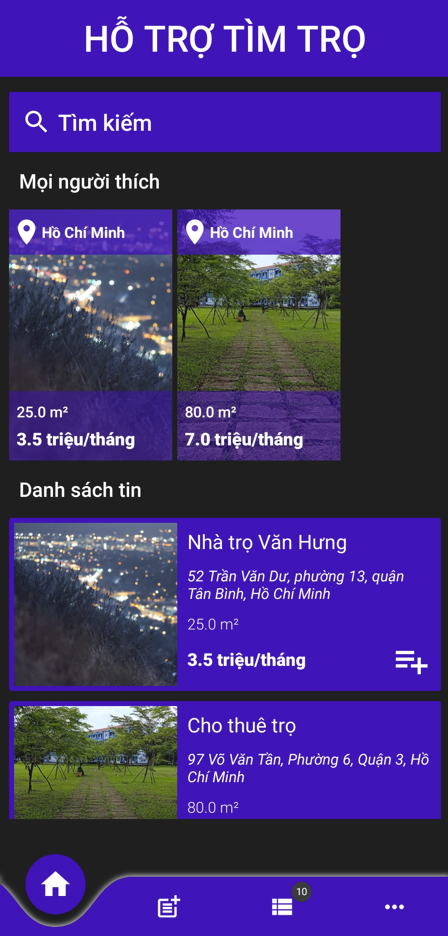 HỖ TRỢ TÌM TRỌ
Tìm kiếm
Mọi người thích
Hồ Chí Minh
25.0 m²
3.5 triệu/tháng
Hồ Chí Minh
80.0 m²
7.0 triệu/tháng
Danh sách tin
Nhà trọ Văn Hưng
52 Trần Văn Dư, phường 13, quận
Tân Bình, Hồ Chí Minh
25.0 m²
3.5 triệu/tháng
Cho thuê trọ
97 Võ Văn Tần, Phường 6, Quận 3, Hồ
Chí Minh
80.0 m²
10